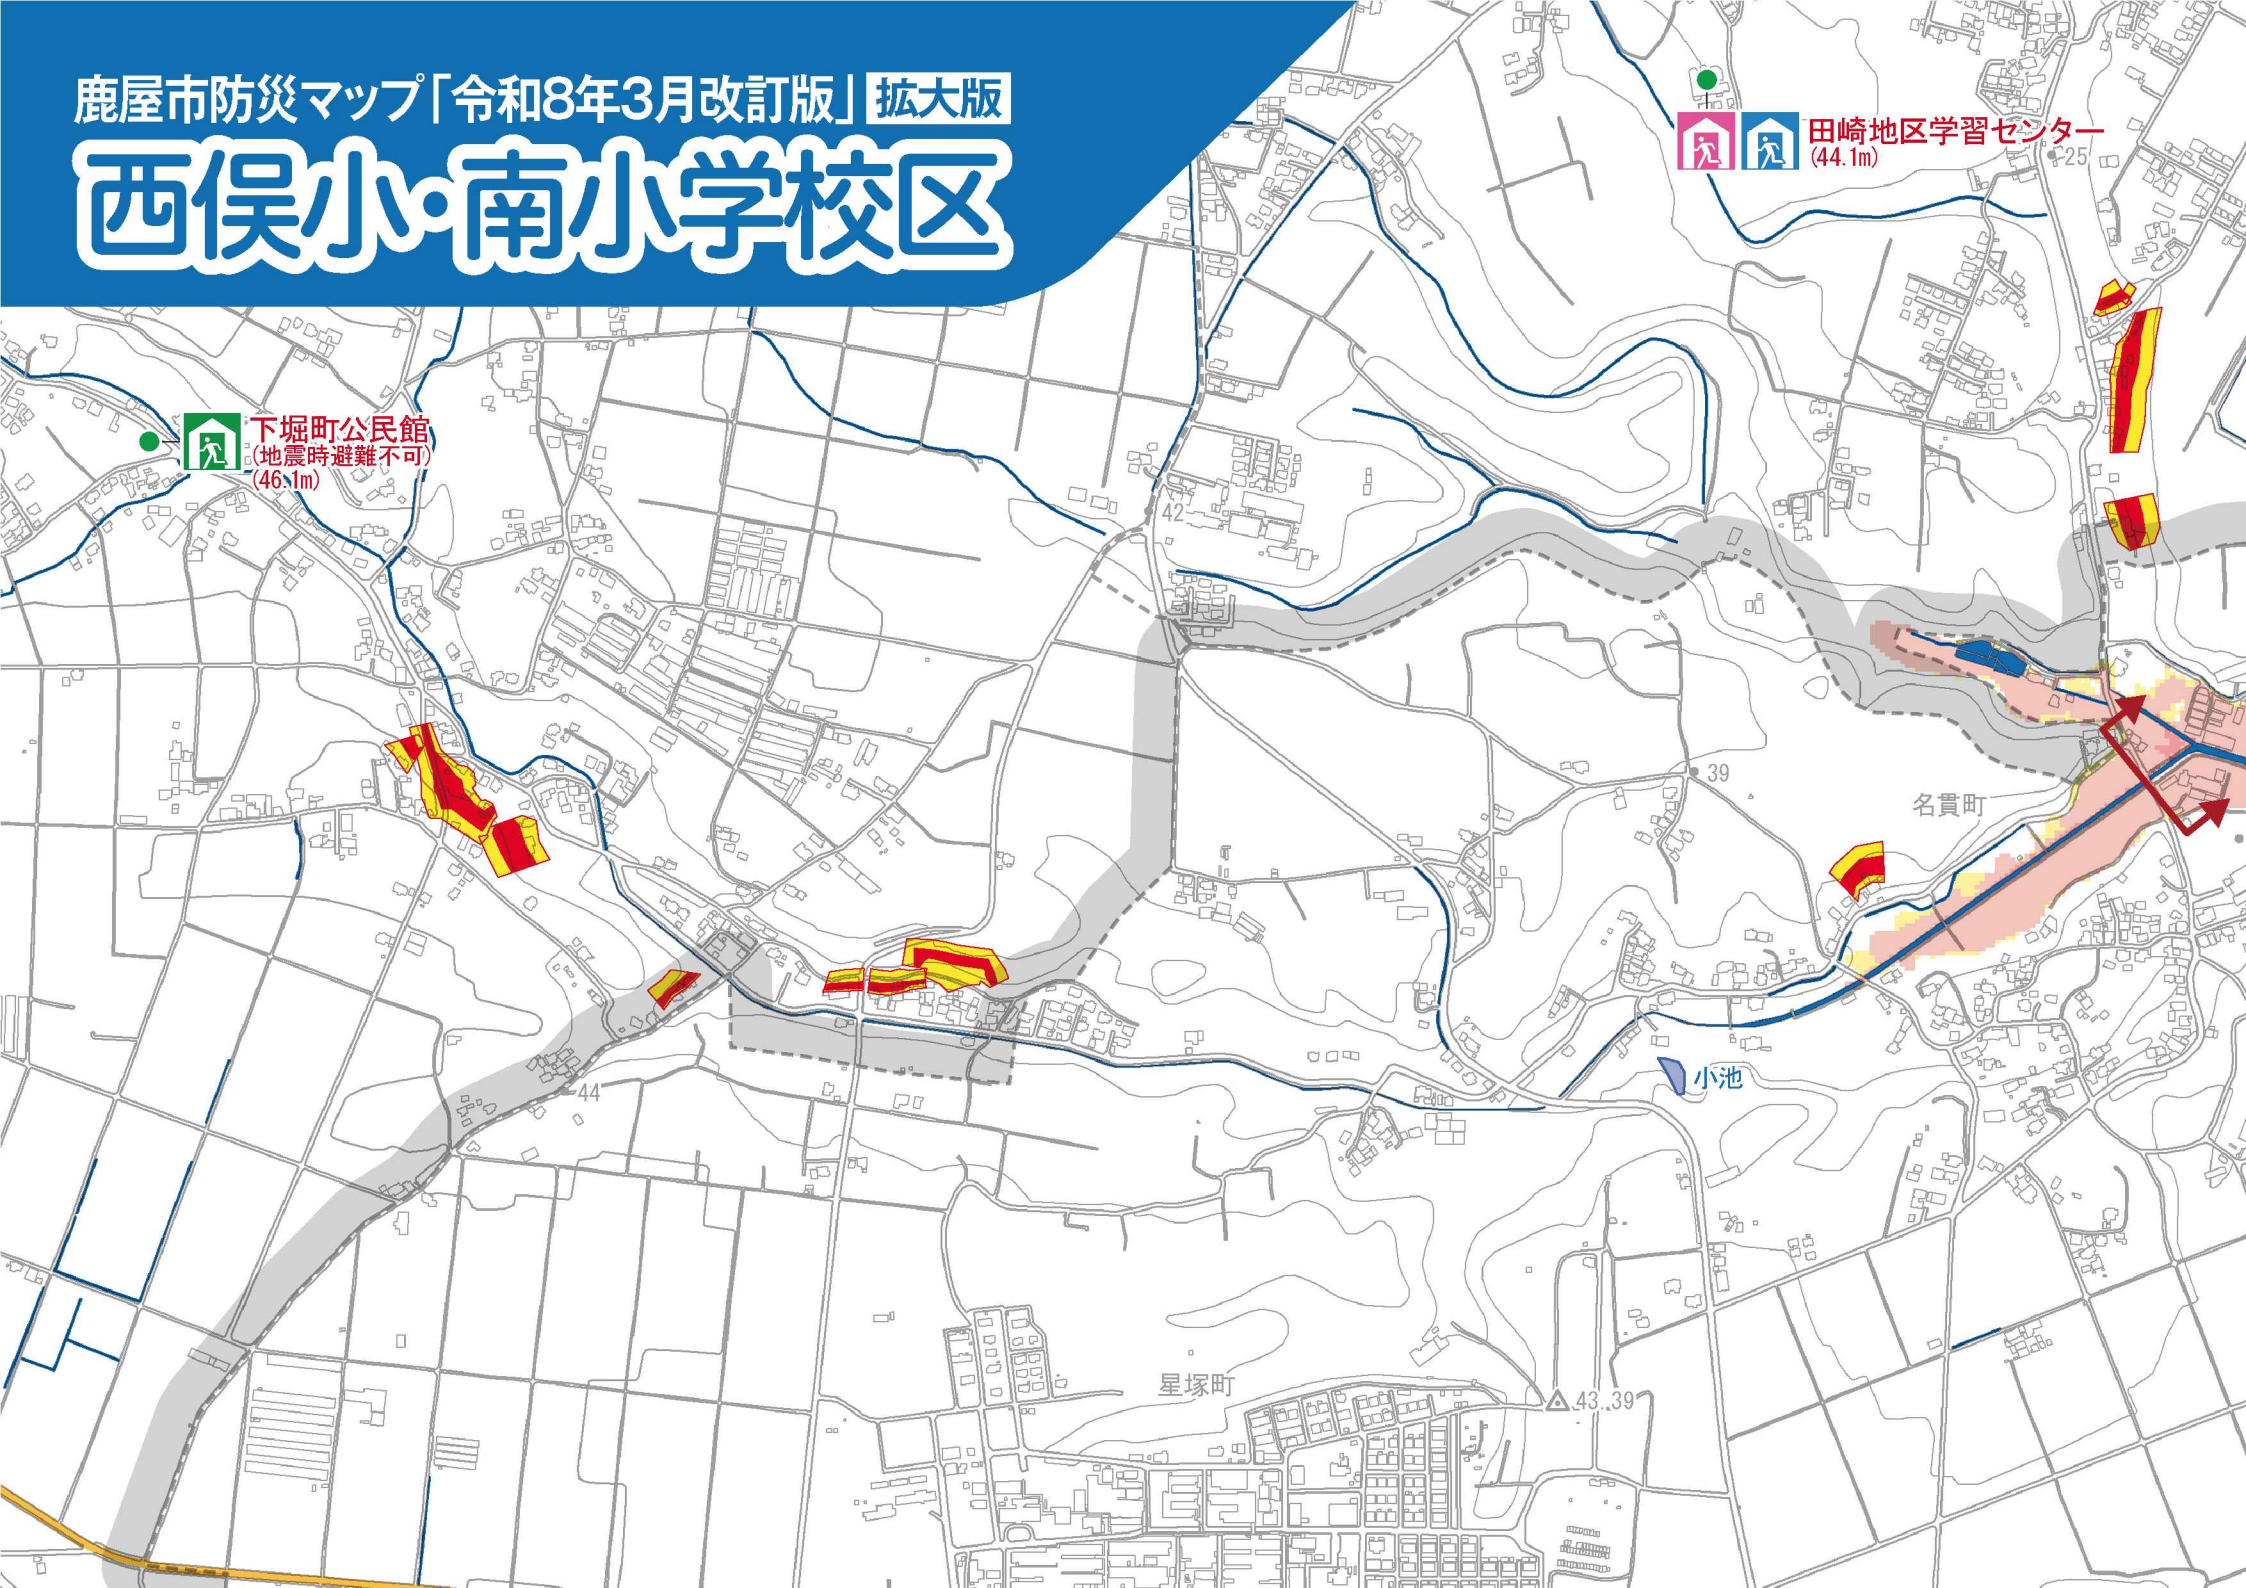 鹿屋市防災マップ「令和8年3月改訂版」 拡大版
西俣小・南小学校区
田崎地区学習センター
(44.1m)
25
下堀町公民館
(地震時避難不可)
(46.1m)
42
39
名貫町
44
小池
星塚町
43.39